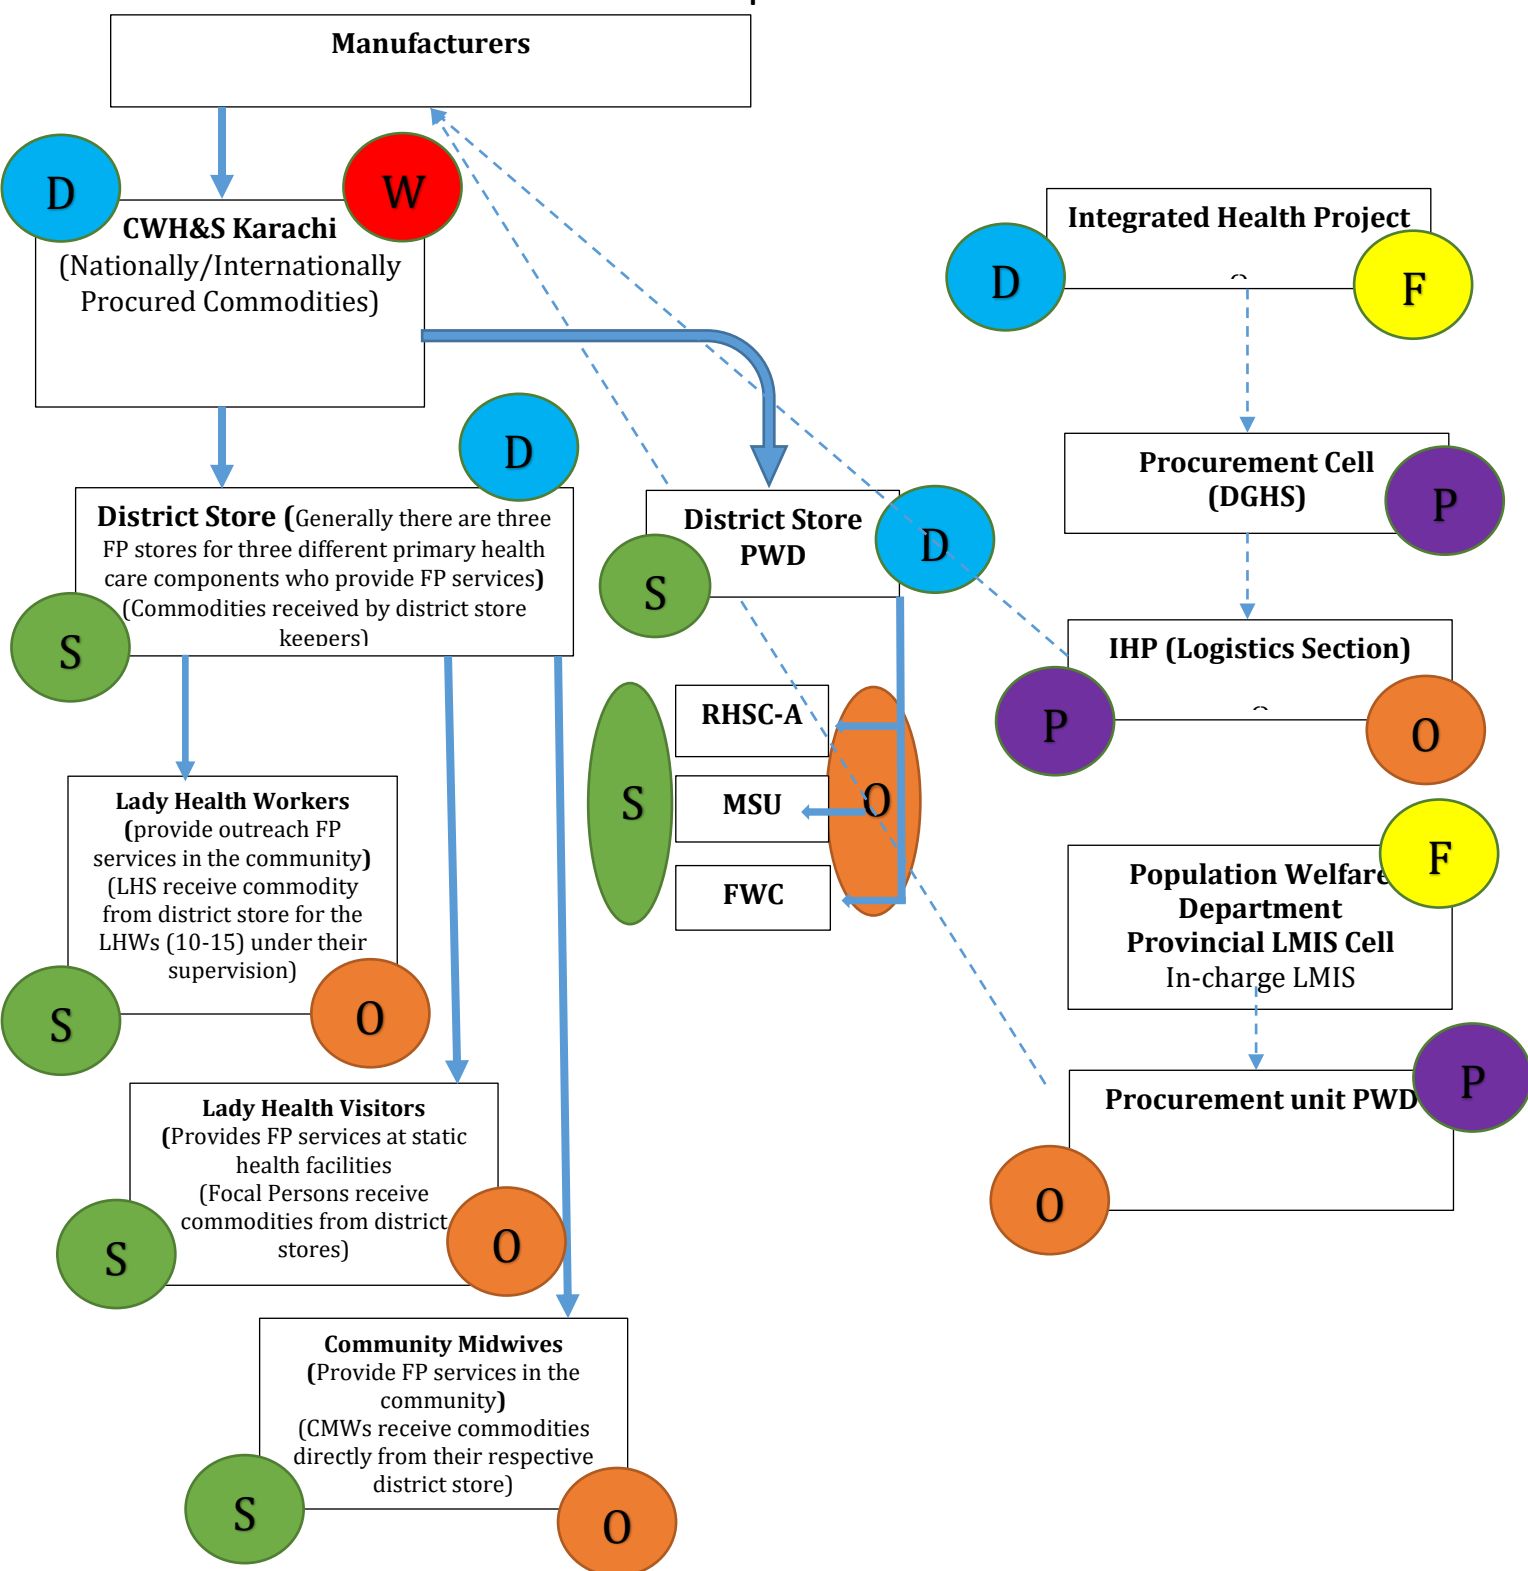 Manufacturers
D
W
CWH&S Karachi
(Nationally/Internationally
Procured Commodities)
Integrated Health Project
D
F
Procurement Cell
(DGHS)
P
D
District Store (Generally there are three
FP stores for three different primary health
care components who provide FP services)
(Commodities received by district store
keepers)
S
District Store
PWD
D
S
IHP (Logistics Section)
P
O
RHSC-A
MSU
FWC
S
O
Lady Health Workers
(provide outreach FP
services in the community)
(LHS receive commodity
from district store for the
LHWs (10-15) under their
supervision)
S
O
F
Population Welfare
Department
Provincial LMIS Cell
In-charge LMIS
Procurement unit PWD
P
O
Lady Health Visitors
(Provides FP services at static
health facilities
(Focal Persons receive
commodities from district
stores)
S
O
Community Midwives
(Provide FP services in the
community)
(CMWs receive commodities
directly from their respective
district store)
S
O